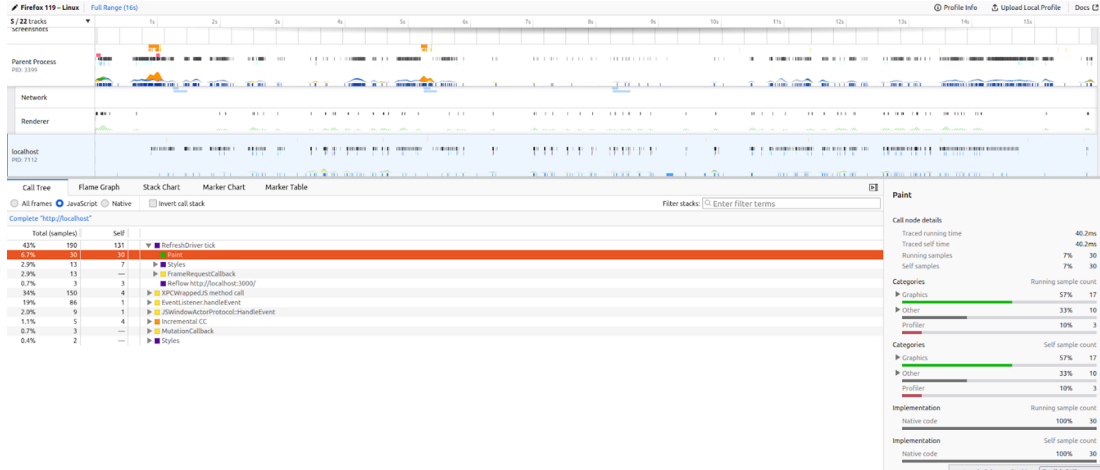 Firefox 119 – Linux Full Range (16s) Profile Info Upload Local Profile Docs
5 / 22 tracks 1s 2s 3s 4s 5s 6s 7s 8s 9s 10s 11s 12s 13s 14s 15s
Screenshots
Parent Process
PID: 3399
Network
Renderer
localhost
PID: 7112
Call Tree Flame Graph Stack Chart Marker Chart Marker Table
All frames JavaScript Native Invert call stack Filter stacks: Enter filter terms
Complete "http://localhost"
Total (samples) Self
43% 190 131 RefreshDriver tick
6.7% 30 30 Paint
2.9% 13 7 Styles
2.9% 13 — FrameRequestCallback
0.7% 3 3 Reflow http://localhost:3000/
34% 150 4 XPCWrappedJS method call
19% 86 1 EventListener.handleEvent
2.0% 9 1 JSWindowActorProtocol::HandleEvent
1.1% 5 4 Incremental CC
0.7% 3 — MutationCallback
0.4% 2 — Styles
Paint
Call node details
Traced running time 40.2ms
Traced self time 40.2ms
Running samples 7% 30
Self samples 7% 30
Categories Running sample count
Graphics 57% 17
Other 33% 10
Profiler 10% 3
Categories Self sample count
Graphics 57% 17
Other 33% 10
Profiler 10% 3
Implementation Running sample count
Native code 100% 30
Implementation Self sample count
Native code 100% 30